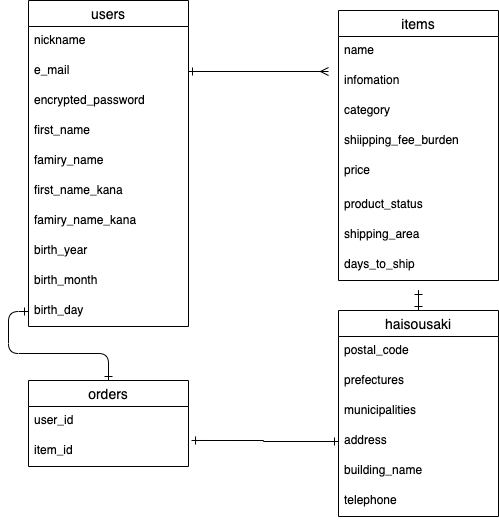 users
nickname
e_mail
encrypted_password
first_name
famiry_name
first_name_kana
famiry_name_kana
birth_year
birth_month
birth_day
items
name
infomation
category
shiipping_fee_burden
price
product_status
shipping_area
days_to_ship
orders
user_id
item_id
haisousaki
postal_code
prefectures
municipalities
address
building_name
telephone